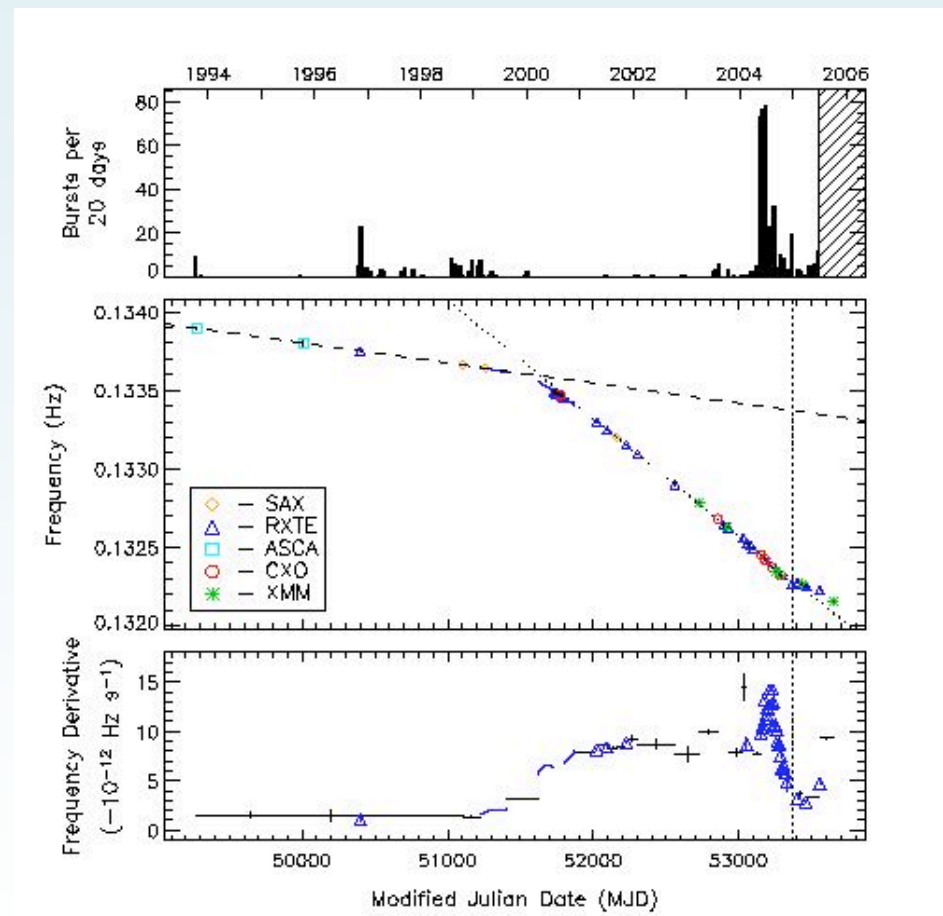 1994 1996 1998 2000 2002 2004 2006
Bursts per
20 days
80
60
40
20
0
Frequency (Hz)
0.1340
0.1335
0.1330
0.1325
0.1320
◇ – SAX
△ – RXTE
□ – ASCA
○ – CXO
✳ – XMM
Frequency Derivative
(−10⁻¹² Hz s⁻¹)
15
10
5
0
50000 51000 52000 53000
Modified Julian Date (MJD)